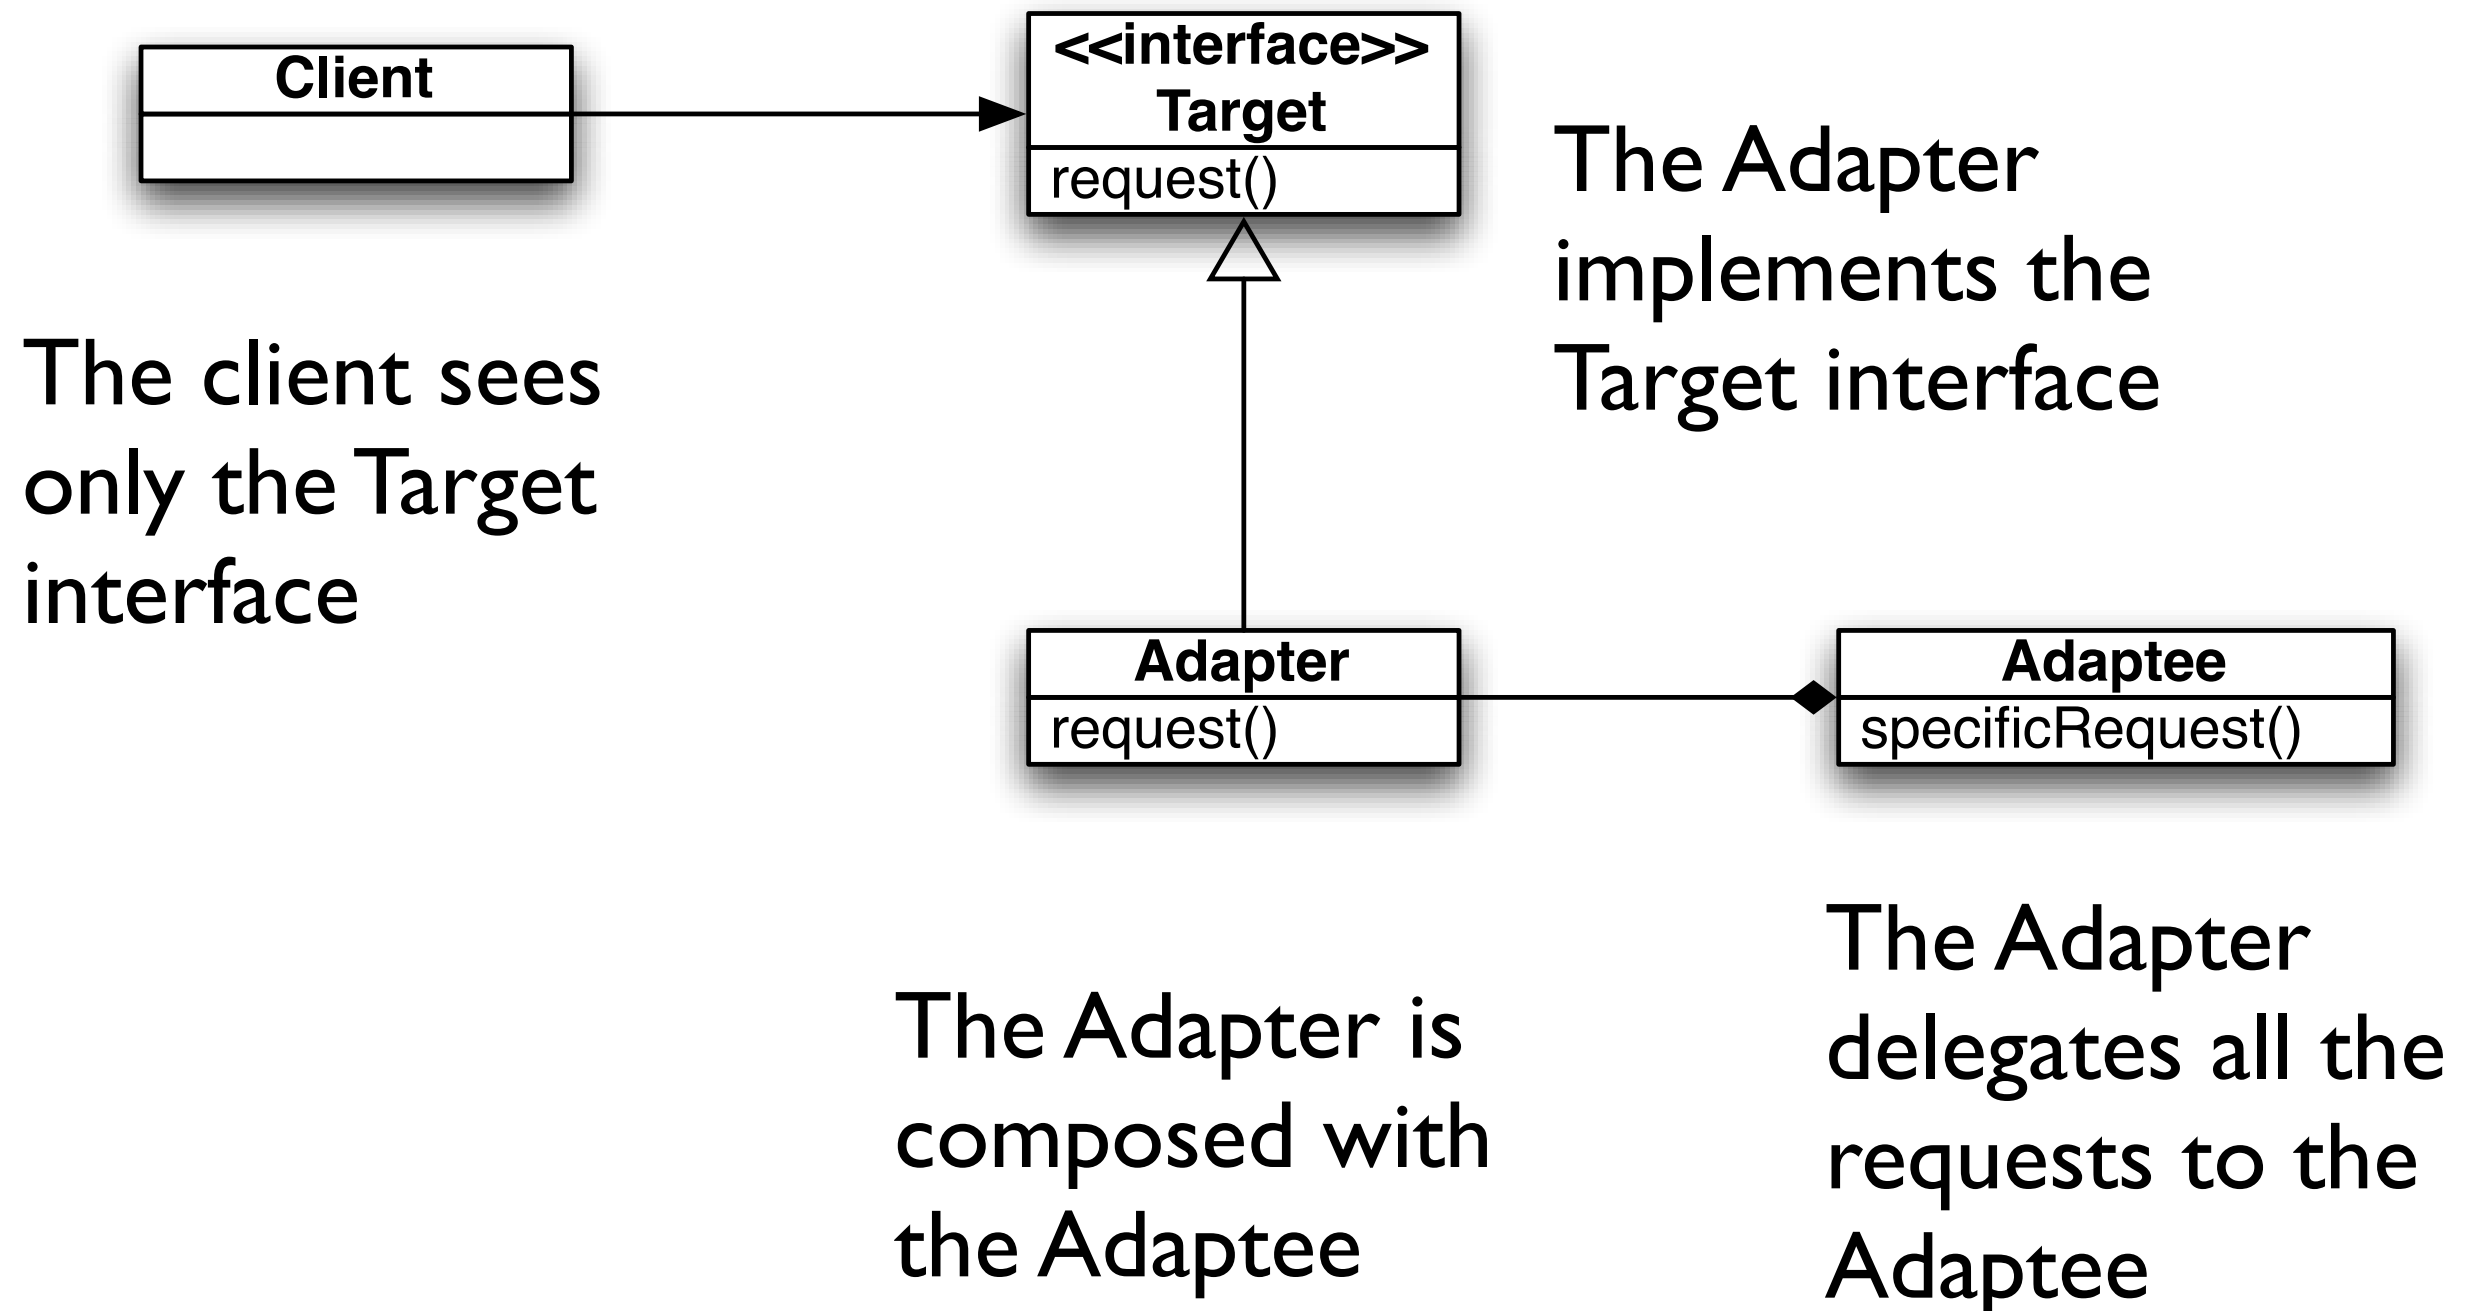 Client
<<interface>>
Target
request()
The Adapter
implements the
Target interface
The client sees
only the Target
interface
Adapter
request()
Adaptee
specificRequest()
The Adapter is
composed with
the Adaptee
The Adapter
delegates all the
requests to the
Adaptee